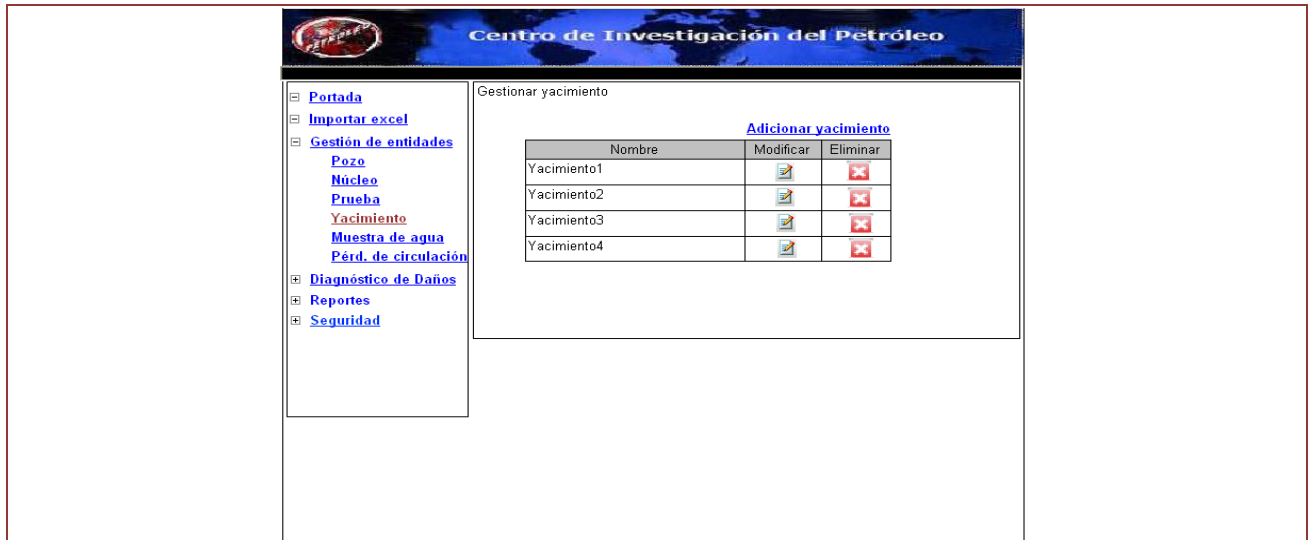 PETROLEO
Centro de Investigación del Petróleo
Portada
Importar excel
Gestión de entidades
Pozo
Núcleo
Prueba
Yacimiento
Muestra de agua
Pérd. de circulación
Diagnóstico de Daños
Reportes
Seguridad
Gestionar yacimiento
Adicionar yacimiento
Nombre Modificar Eliminar
Yacimiento1
Yacimiento2
Yacimiento3
Yacimiento4